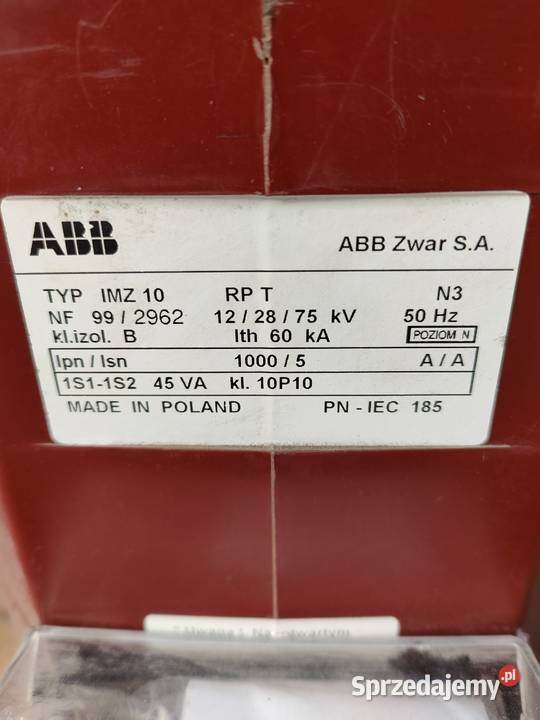 ABB
ABB Zwar S.A.
TYP IMZ 10 RP T N3
NF 99 / 2962 12 / 28 / 75 kV 50 Hz
kl.izol. B Ith 60 kA POZIOM N
Ipn / Isn 1000 / 5 A / A
1S1-1S2 45 VA kl. 10P10
MADE IN POLAND PN - IEC 185
Sprzedajemy.pl